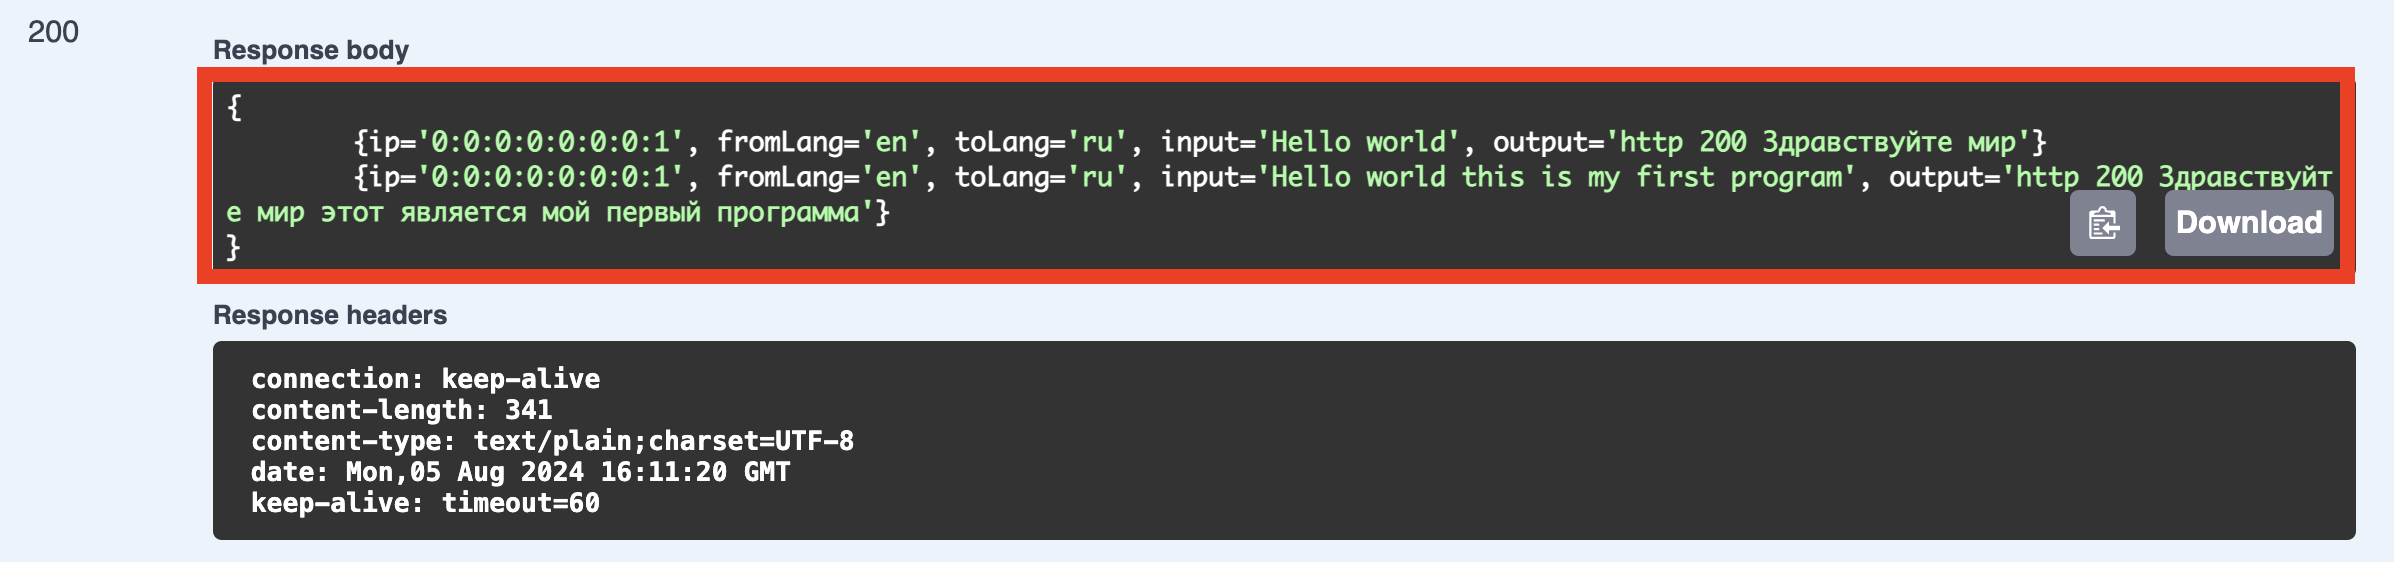 200
Response body
{
{ip='0:0:0:0:0:0:0:1', fromLang='en', toLang='ru', input='Hello world', output='http 200 Здравствуйте мир'}
{ip='0:0:0:0:0:0:0:1', fromLang='en', toLang='ru', input='Hello world this is my first program', output='http 200 Здравствуйт
е мир этот является мой первый программа'}
Download
}
Response headers
connection: keep-alive
content-length: 341
content-type: text/plain;charset=UTF-8
date: Mon,05 Aug 2024 16:11:20 GMT
keep-alive: timeout=60